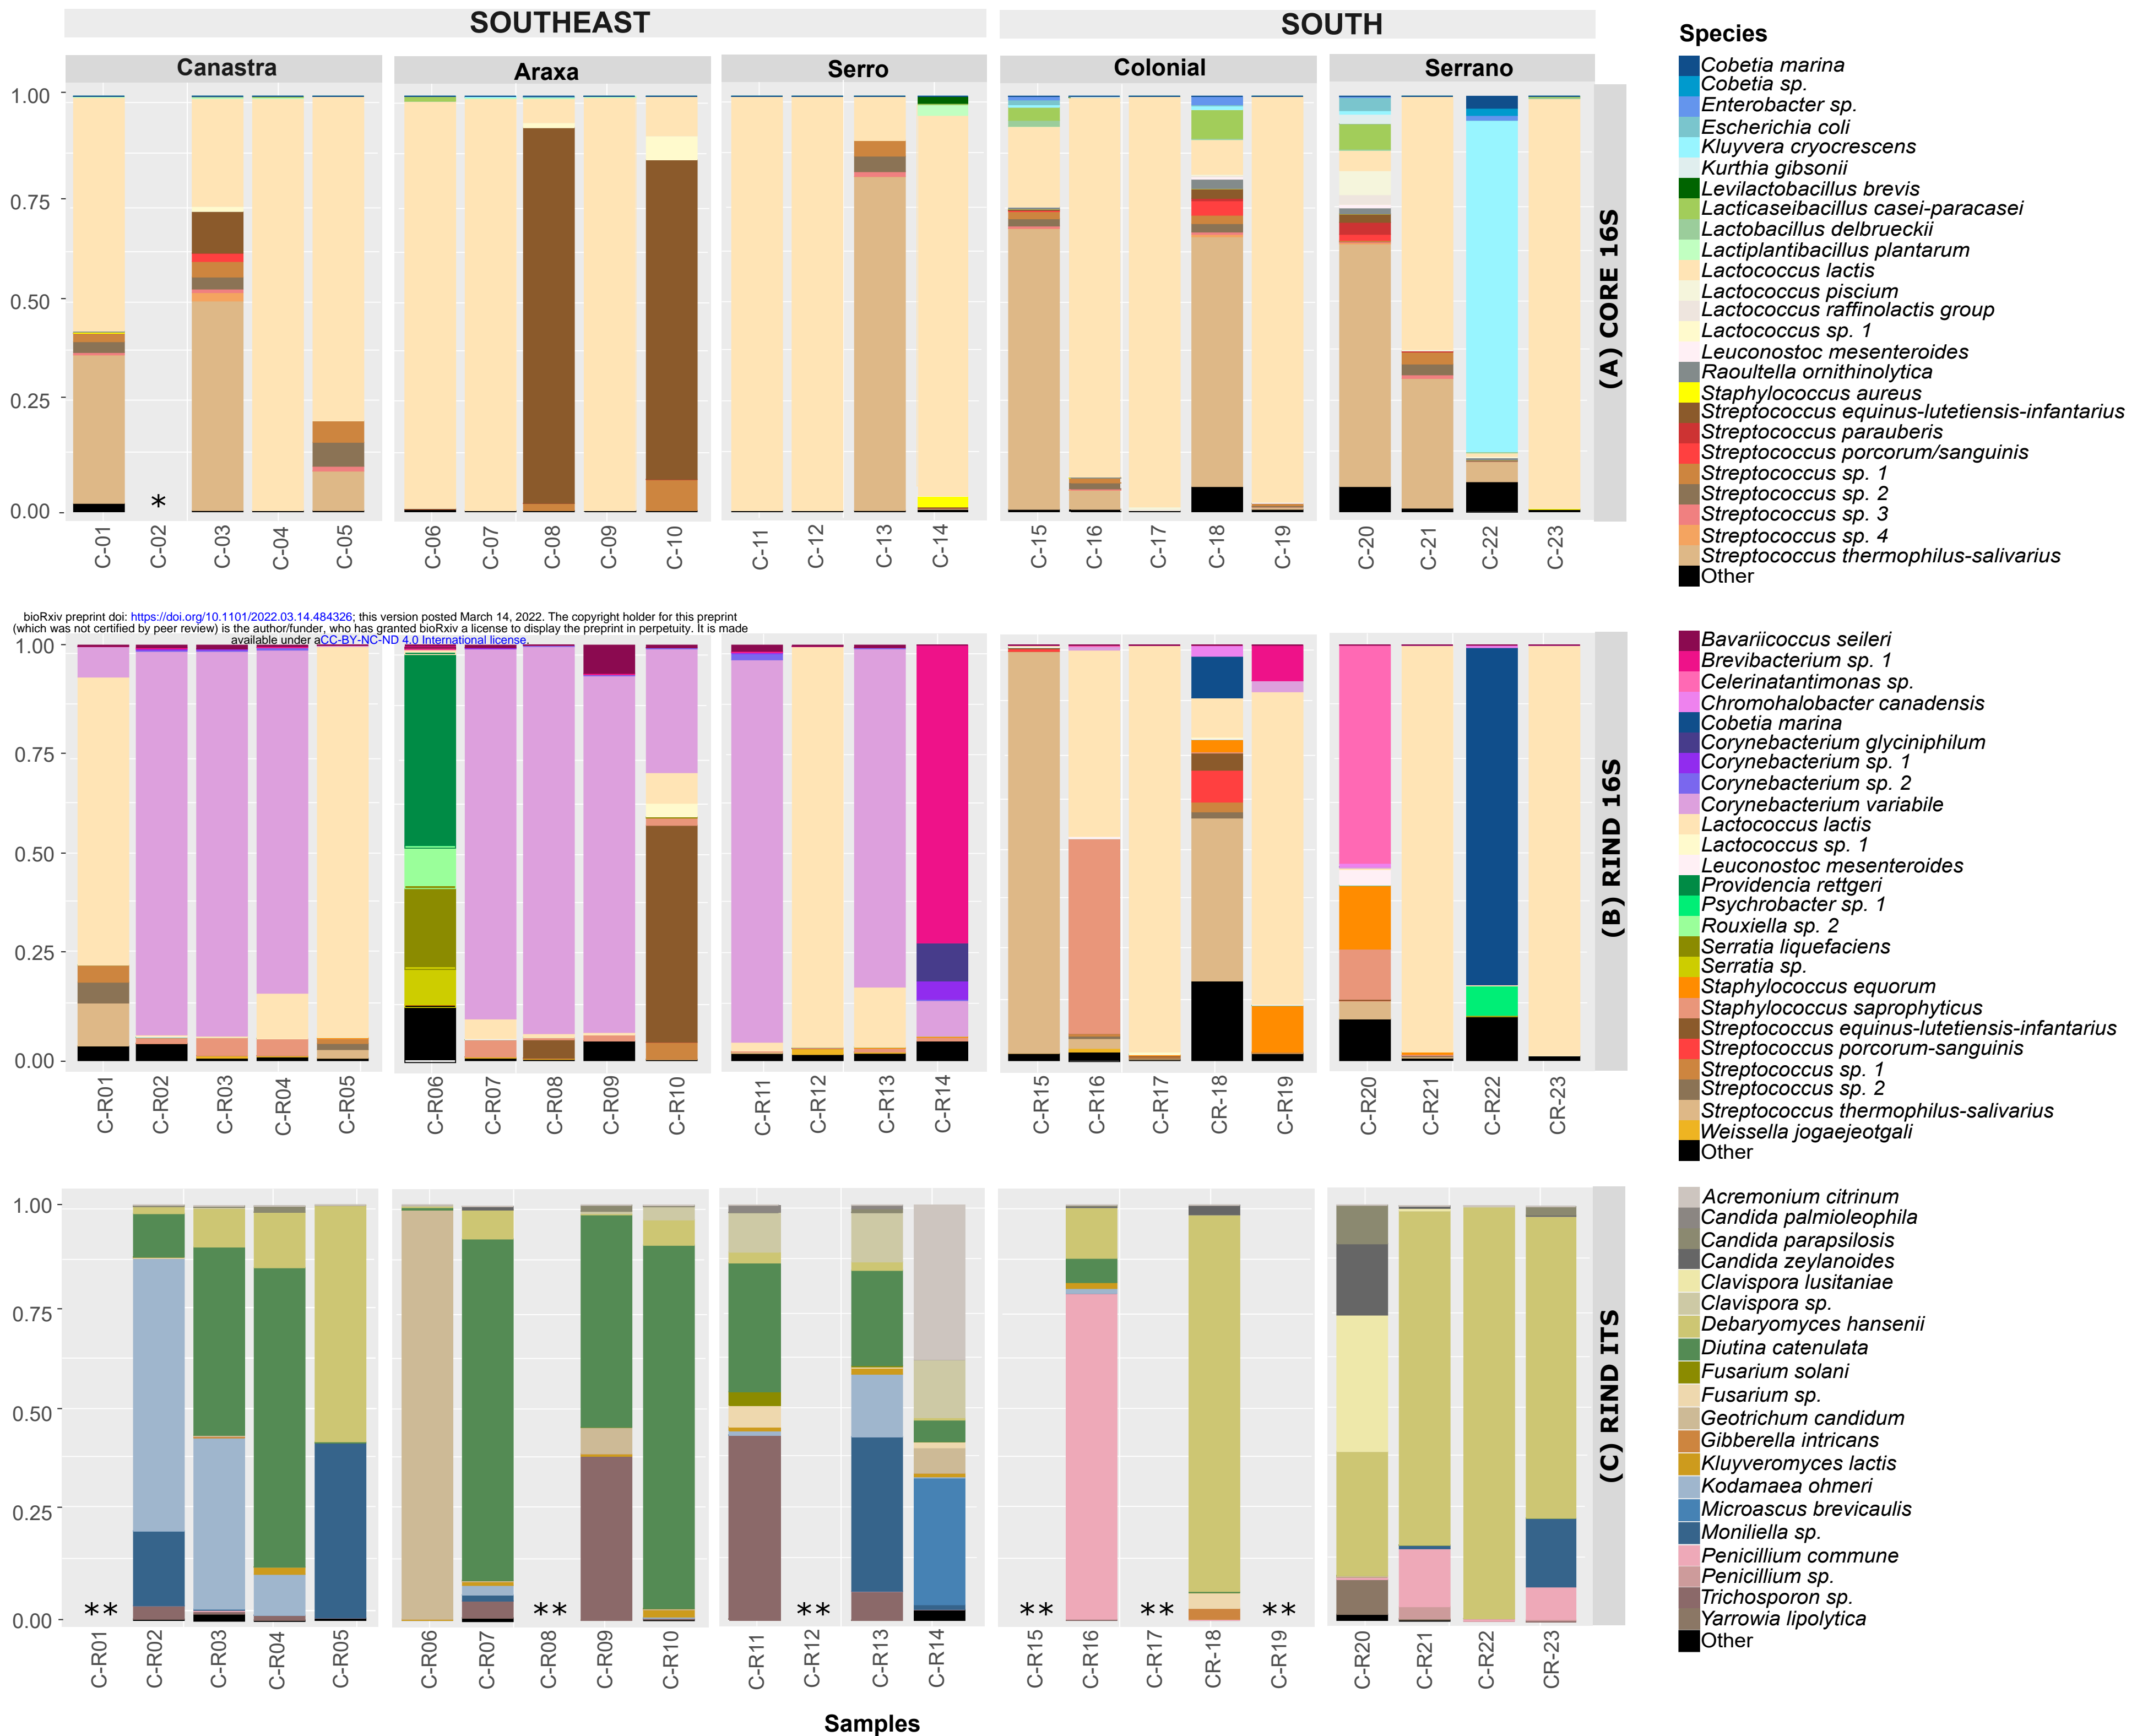 SOUTHEAST
SOUTH
Canastra
Araxa
Serro
Colonial
Serrano
1.00
0.75
0.50
0.25
0.00
*
C-01
C-02
C-03
C-04
C-05
C-06
C-07
C-08
C-09
C-10
C-11
C-12
C-13
C-14
C-15
C-16
C-17
C-18
C-19
C-20
C-21
C-22
C-23
(A) CORE 16S
Species
Cobetia marina
Cobetia sp.
Enterobacter sp.
Escherichia coli
Kluyvera cryocrescens
Kurthia gibsonii
Levilactobacillus brevis
Lacticaseibacillus casei-paracasei
Lactobacillus delbrueckii
Lactiplantibacillus plantarum
Lactococcus lactis
Lactococcus piscium
Lactococcus raffinolactis group
Lactococcus sp. 1
Leuconostoc mesenteroides
Raoultella ornithinolytica
Staphylococcus aureus
Streptococcus equinus-lutetiensis-infantarius
Streptococcus parauberis
Streptococcus porcorum/sanguinis
Streptococcus sp. 1
Streptococcus sp. 2
Streptococcus sp. 3
Streptococcus sp. 4
Streptococcus thermophilus-salivarius
Other
bioRxiv preprint doi: https://doi.org/10.1101/2022.03.14.484326; this version posted March 14, 2022. The copyright holder for this preprint
(which was not certified by peer review) is the author/funder, who has granted bioRxiv a license to display the preprint in perpetuity. It is made
available under aCC-BY-NC-ND 4.0 International license.
1.00
0.75
0.50
0.25
0.00
C-R01
C-R02
C-R03
C-R04
C-R05
C-R06
C-R07
C-R08
C-R09
C-R10
C-R11
C-R12
C-R13
C-R14
C-R15
C-R16
C-R17
CR-18
C-R19
C-R20
C-R21
C-R22
CR-23
(B) RIND 16S
Bavariicoccus seileri
Brevibacterium sp. 1
Celerinatantimonas sp.
Chromohalobacter canadensis
Cobetia marina
Corynebacterium glyciniphilum
Corynebacterium sp. 1
Corynebacterium sp. 2
Corynebacterium variabile
Lactococcus lactis
Lactococcus sp. 1
Leuconostoc mesenteroides
Providencia rettgeri
Psychrobacter sp. 1
Rouxiella sp. 2
Serratia liquefaciens
Serratia sp.
Staphylococcus equorum
Staphylococcus saprophyticus
Streptococcus equinus-lutetiensis-infantarius
Streptococcus porcorum-sanguinis
Streptococcus sp. 1
Streptococcus sp. 2
Streptococcus thermophilus-salivarius
Weissella jogaejeotgali
Other
1.00
0.75
0.50
0.25
0.00
**
**
**
**
**
**
C-R01
C-R02
C-R03
C-R04
C-R05
C-R06
C-R07
C-R08
C-R09
C-R10
C-R11
C-R12
C-R13
C-R14
C-R15
C-R16
C-R17
CR-18
C-R19
C-R20
C-R21
C-R22
CR-23
(C) RIND ITS
Acremonium citrinum
Candida palmioleophila
Candida parapsilosis
Candida zeylanoides
Clavispora lusitaniae
Clavispora sp.
Debaryomyces hansenii
Diutina catenulata
Fusarium solani
Fusarium sp.
Geotrichum candidum
Gibberella intricans
Kluyveromyces lactis
Kodamaea ohmeri
Microascus brevicaulis
Moniliella sp.
Penicillium commune
Penicillium sp.
Trichosporon sp.
Yarrowia lipolytica
Other
Samples